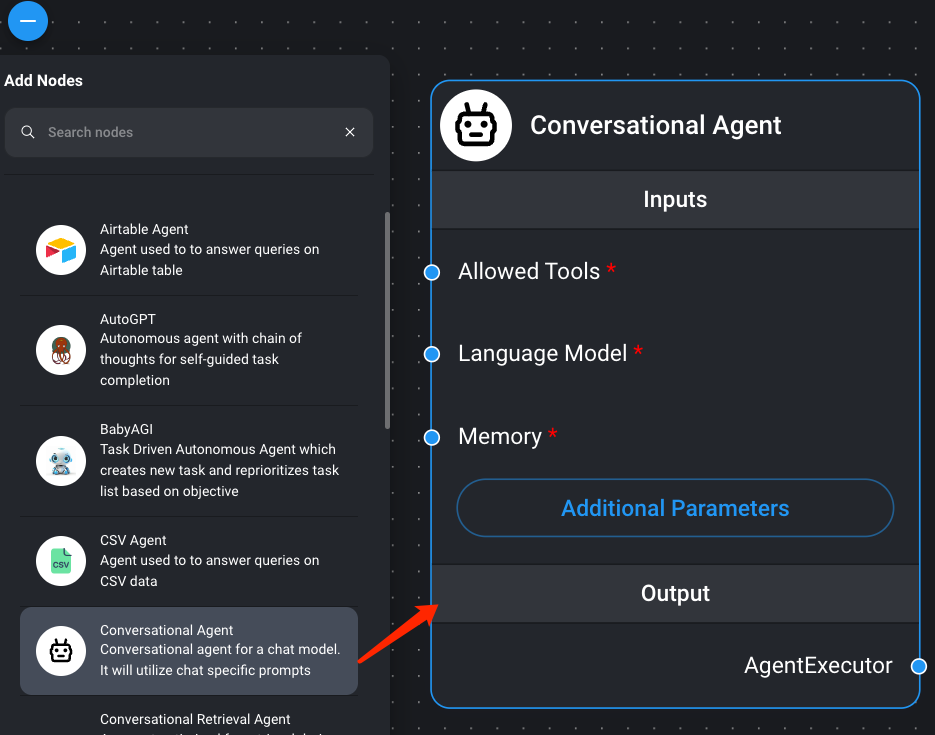 Add Nodes
Search nodes
Airtable Agent
Agent used to to answer queries on
Airtable table
AutoGPT
Autonomous agent with chain of
thoughts for self-guided task
completion
BabyAGI
Task Driven Autonomous Agent which
creates new task and reprioritizes task
list based on objective
CSV Agent
Agent used to to answer queries on
CSV data
CSV
Conversational Agent
Conversational agent for a chat model.
It will utilize chat specific prompts
Conversational Retrieval Agent
Conversational Agent
Inputs
Allowed Tools *
Language Model *
Memory *
Additional Parameters
Output
AgentExecutor